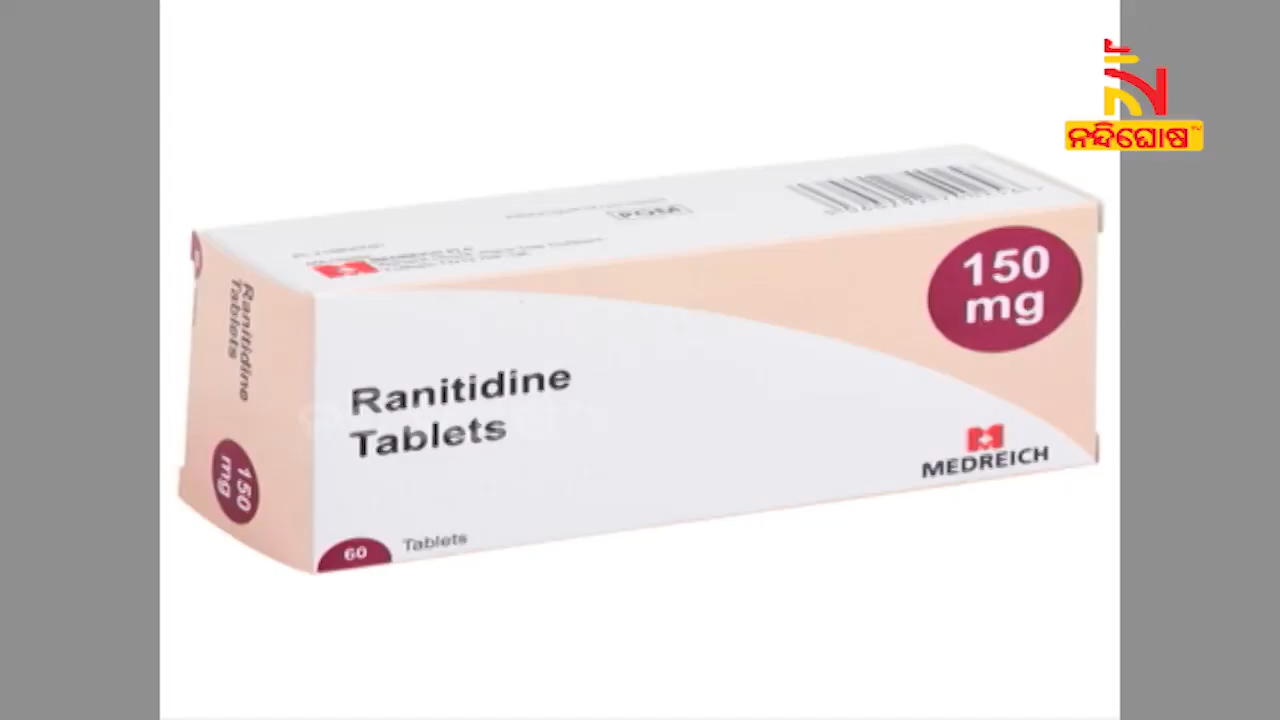 ନନ୍ଦିଘୋଷ
POM
150
mg
Ranitidine
Tablets
150
mg
Ranitidine
Tablets
MEDREICH
60 Tablets